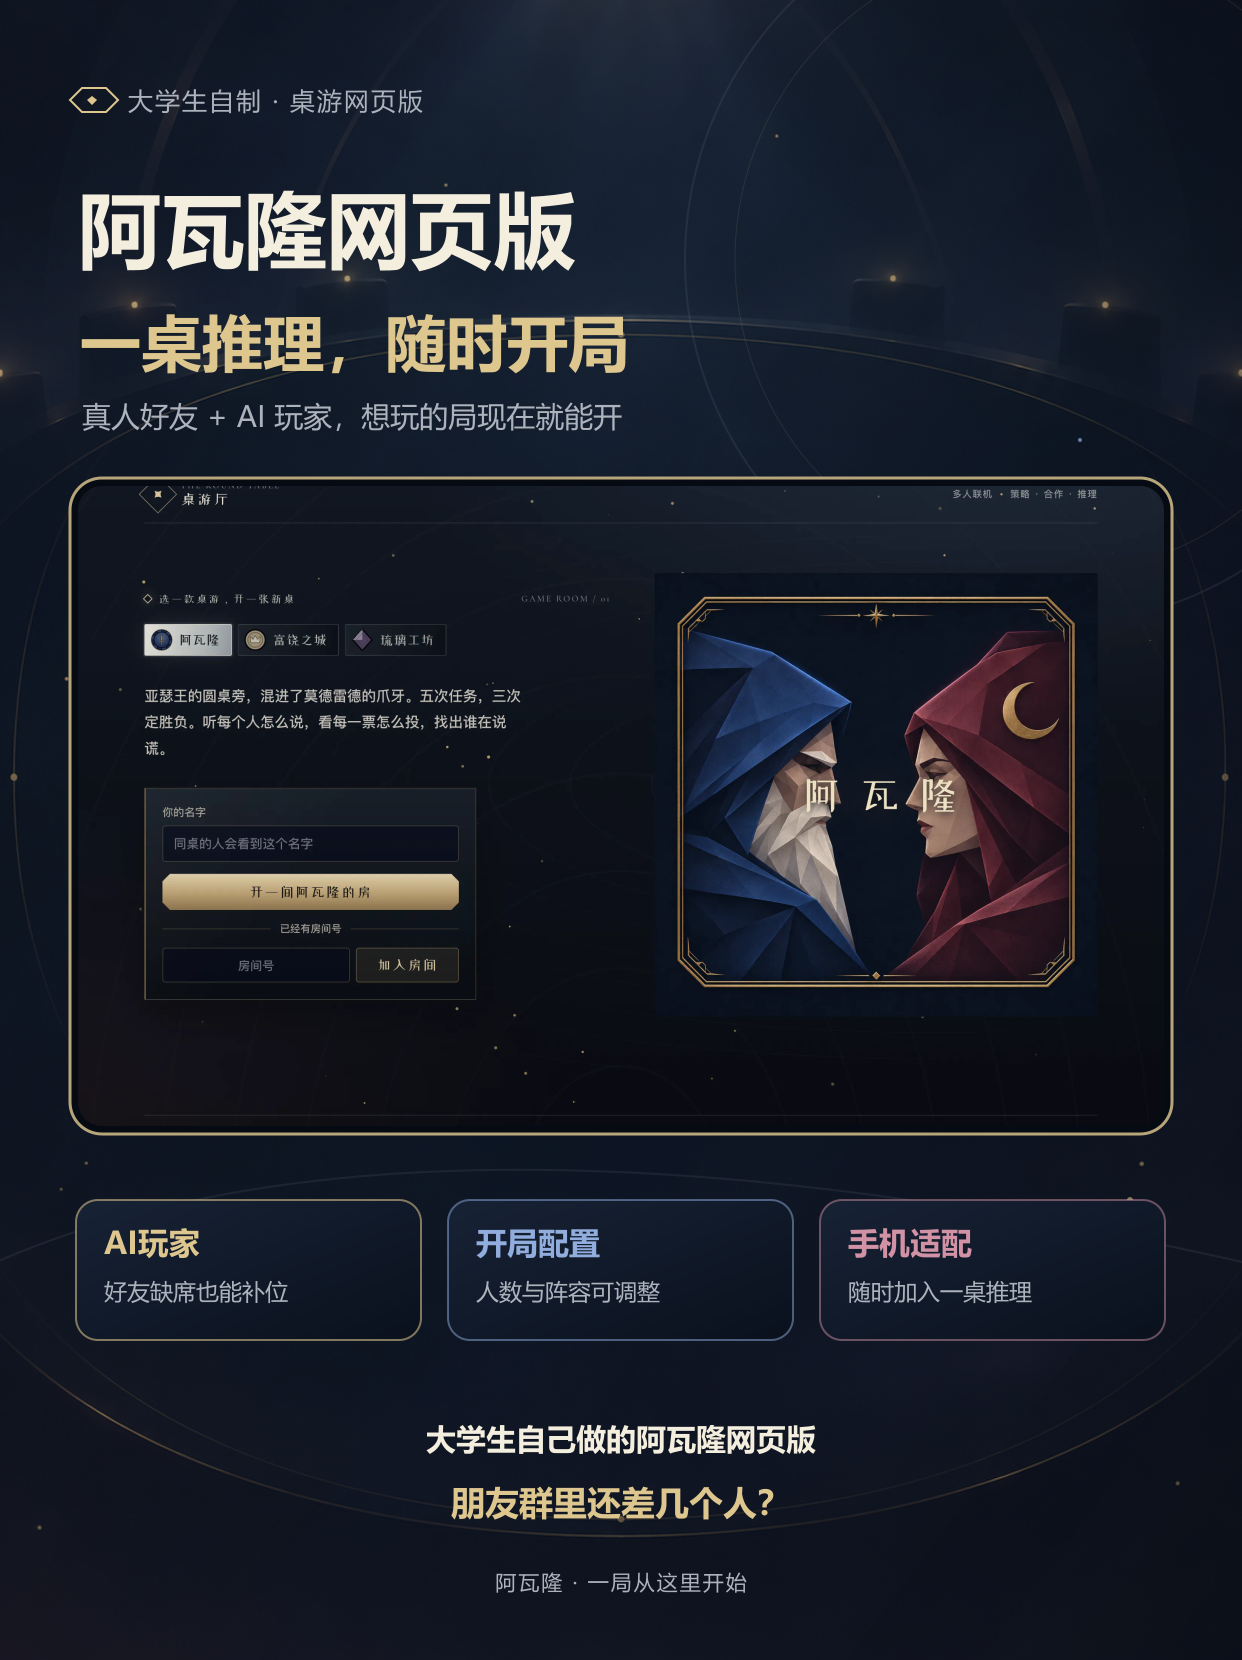 大学生自制 · 桌游网页版
阿瓦隆网页版
一桌推理，随时开局
真人好友 + AI 玩家，想玩的局现在就能开
THE ROUND TABLE
桌游厅
多人联机 · 策略 · 合作 · 推理
选一款桌游，开一张新桌
GAME ROOM / 01
阿瓦隆
富饶之城
琉璃工坊
亚瑟王的圆桌旁，混进了莫德雷德的爪牙。五次任务，三次
定胜负。听每个人怎么说，看每一票怎么投，找出谁在说
谎。
阿瓦隆
你的名字
同桌的人会看到这个名字
开一间阿瓦隆的房
已经有房间号
房间号
加入房间
AI玩家
好友缺席也能补位
开局配置
人数与阵容可调整
手机适配
随时加入一桌推理
大学生自己做的阿瓦隆网页版
朋友群里还差几个人？
阿瓦隆 · 一局从这里开始